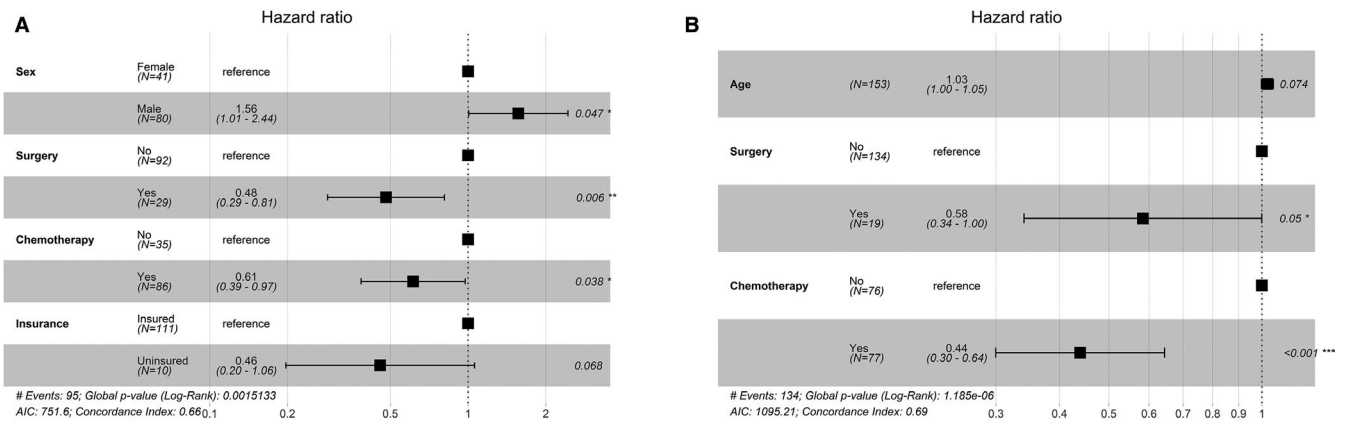 A
Hazard ratio
Sex
Female
(N=41)
reference
Male
(N=80)
1.56
(1.01 - 2.44)
0.047 *
Surgery
No
(N=92)
reference
Yes
(N=29)
0.48
(0.29 - 0.81)
0.006 **
Chemotherapy
No
(N=35)
reference
Yes
(N=86)
0.61
(0.39 - 0.97)
0.038 *
Insurance
Insured
(N=111)
reference
Uninsured
(N=10)
0.46
(0.20 - 1.06)
0.068
# Events: 95; Global p-value (Log-Rank): 0.0015133
AIC: 751.6; Concordance Index: 0.66
0.1 0.2 0.5 1 2
B
Hazard ratio
Age
(N=153)
1.03
(1.00 - 1.05)
0.074
Surgery
No
(N=134)
reference
Yes
(N=19)
0.58
(0.34 - 1.00)
0.05 *
Chemotherapy
No
(N=76)
reference
Yes
(N=77)
0.44
(0.30 - 0.64)
<0.001 ***
# Events: 134; Global p-value (Log-Rank): 1.185e-06
AIC: 1095.21; Concordance Index: 0.69
0.3 0.4 0.5 0.6 0.7 0.8 0.9 1